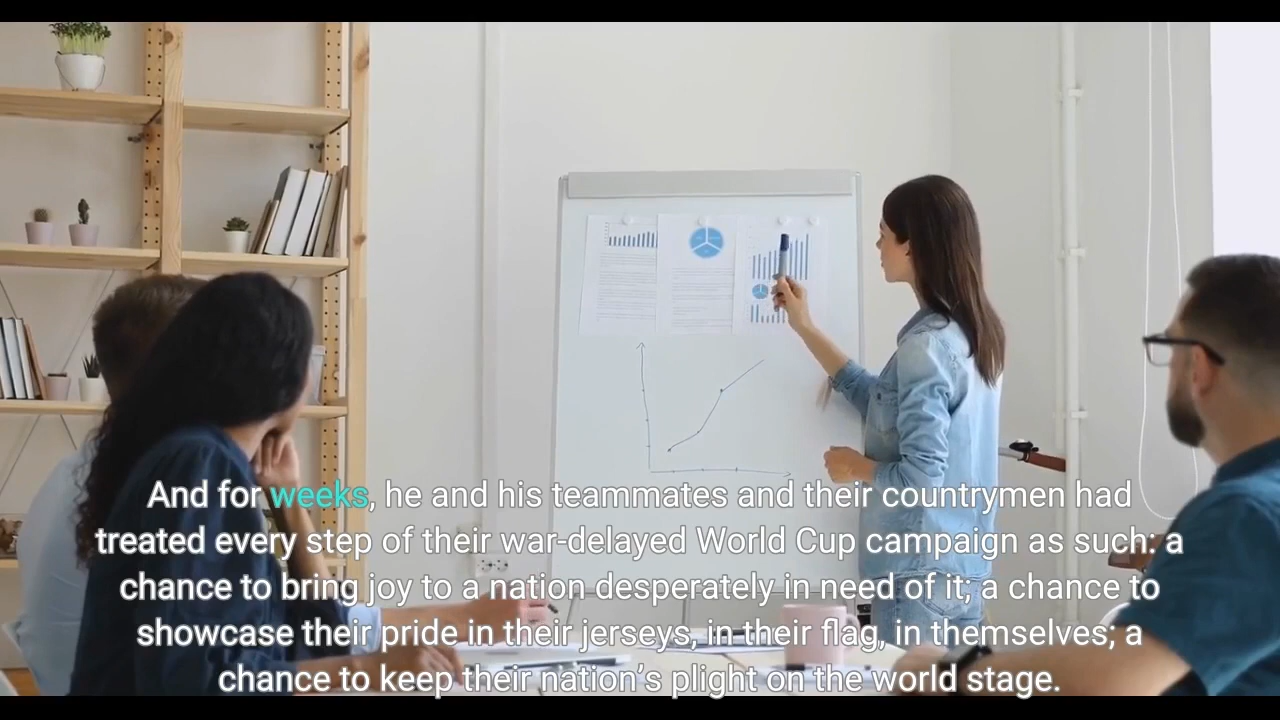 And for weeks, he and his teammates and their countrymen had
treated every step of their war-delayed World Cup campaign as such: a
chance to bring joy to a nation desperately in need of it; a chance to
showcase their pride in their jerseys, in their flag, in themselves; a
chance to keep their nation’s plight on the world stage.